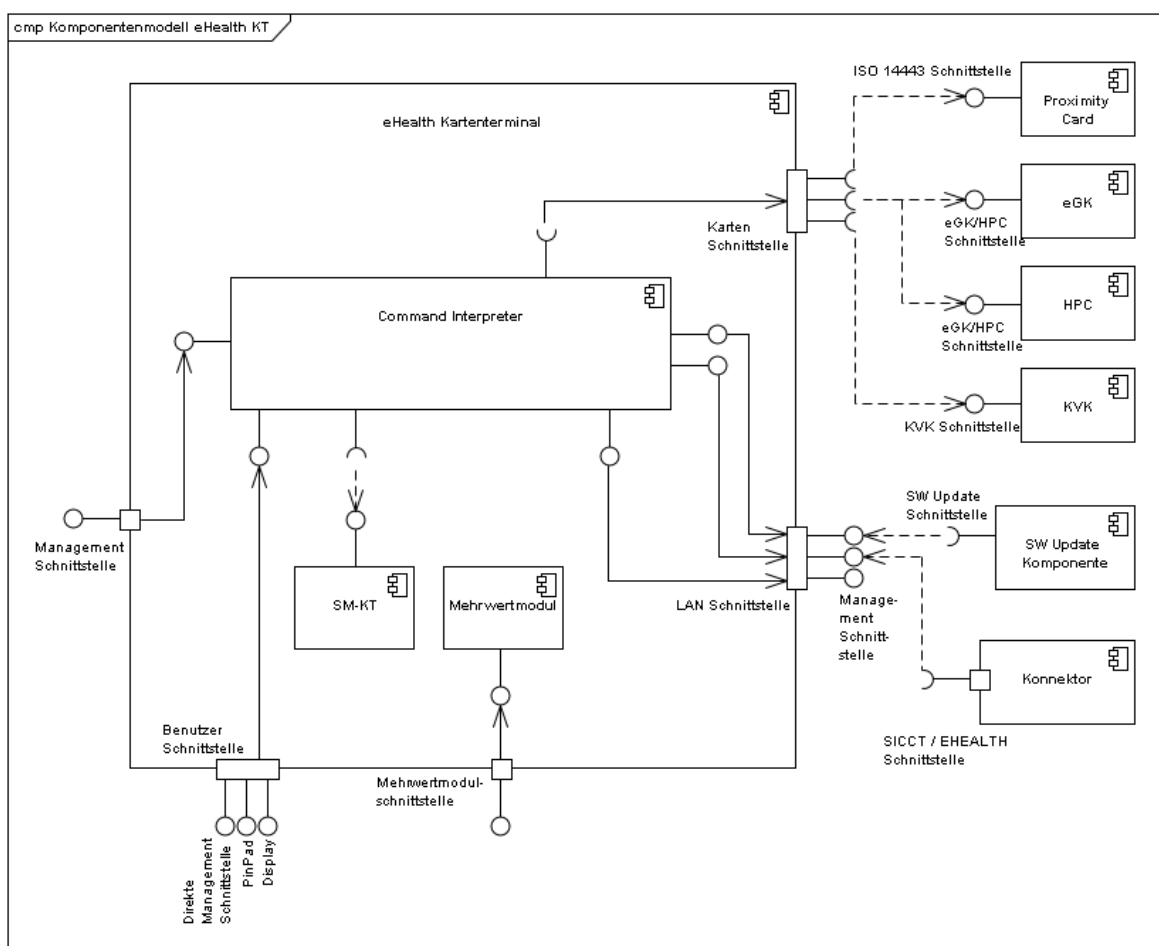 cmp Komponentenmodell eHealth KT
ISO 14443 Schnittstelle
Proximity
Card
eHealth Kartenterminal
eGK
Karten
Schnittstelle
eGK/HPC
Schnittstelle
Command Interpreter
HPC
eGK/HPC
Schnittstelle
KVK
KVK Schnittstelle
SW Update
Schnittstelle
SW Update
Komponente
Management
Schnittstelle
SM-KT
Mehrwertmodul
LAN Schnittstelle
Manage-
ment
Schnitt-
stelle
Konnektor
SICCT / EHEALTH
Schnittstelle
Benutzer
Schnittstelle
Mehrwertmodul-
schnittstelle
Direkte
Management
Schnittstelle
PinPad
Display